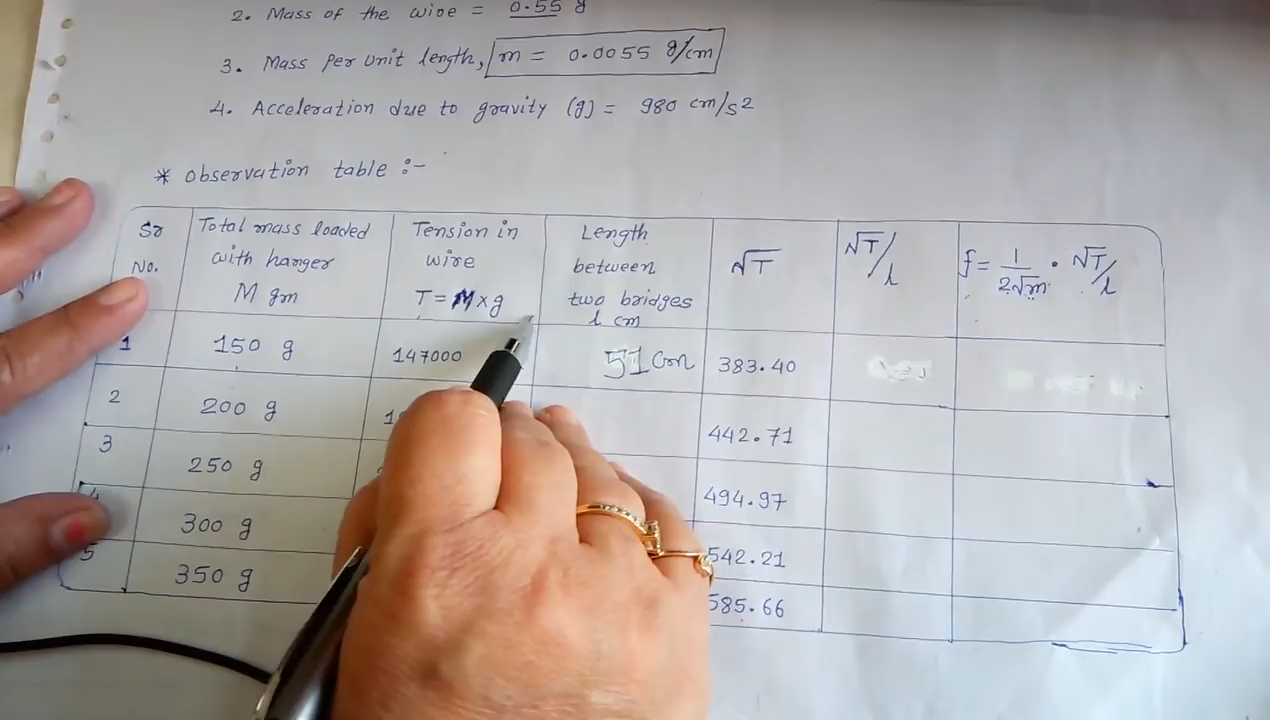 2. Mass of the wire = 0.55 g
3. Mass per unit length, m = 0.0055 g/cm
4. Acceleration due to gravity (g) = 980 cm/s2
* observation table :-
Sr No.
Total mass loaded with hanger M gm
Tension in wire T = M x g
Length between two bridges l cm
√T
√T/l
f = 1/2√m . √T/l
1 150 g 147000 51 cm 383.40
2 200 g 442.71
3 250 g 494.97
4 300 g 542.21
5 350 g 585.66